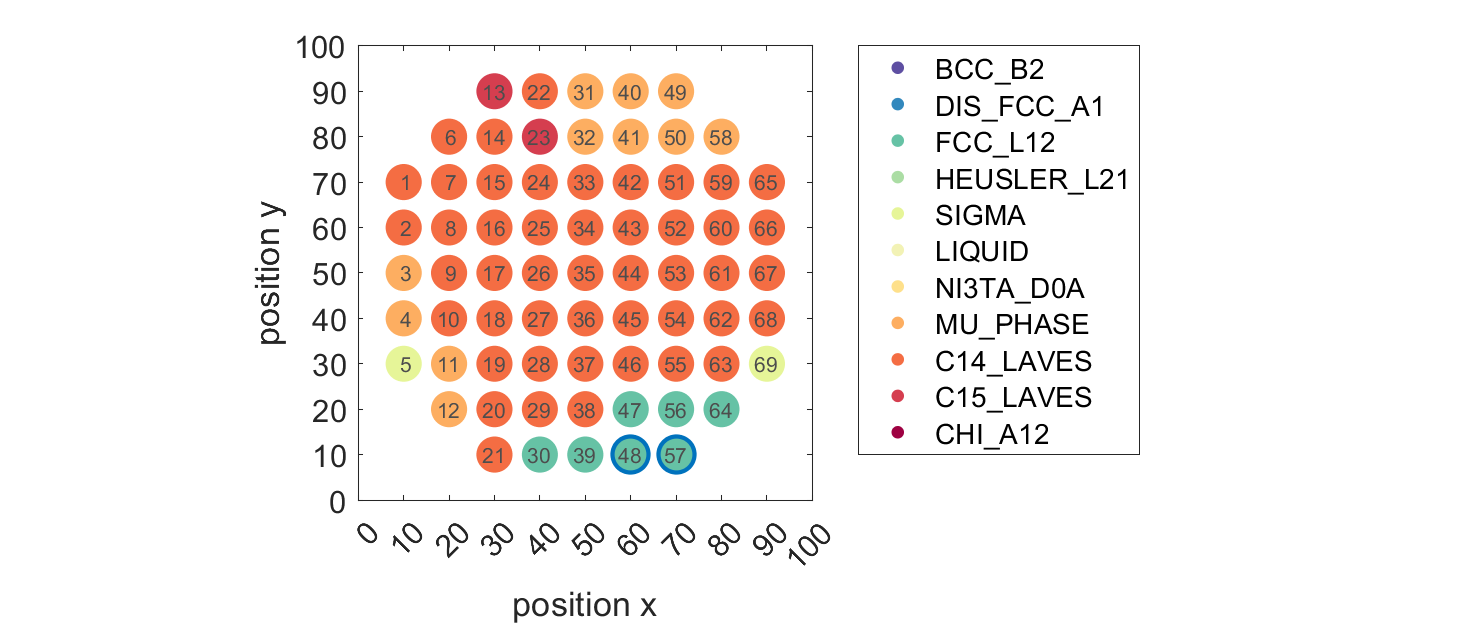 100
90 13 22 31 40 49
80 6 14 23 32 41 50 58
70 1 7 15 24 33 42 51 59 65
60 2 8 16 25 34 43 52 60 66
50 3 9 17 26 35 44 53 61 67
40 4 10 18 27 36 45 54 62 68
30 5 11 19 28 37 46 55 63 69
20 12 20 29 38 47 56 64
10 21 30 39 48 57
0
position y
0 10 20 30 40 50 60 70 80 90 100
position x
BCC_B2
DIS_FCC_A1
FCC_L12
HEUSLER_L21
SIGMA
LIQUID
NI3TA_D0A
MU_PHASE
C14_LAVES
C15_LAVES
CHI_A12